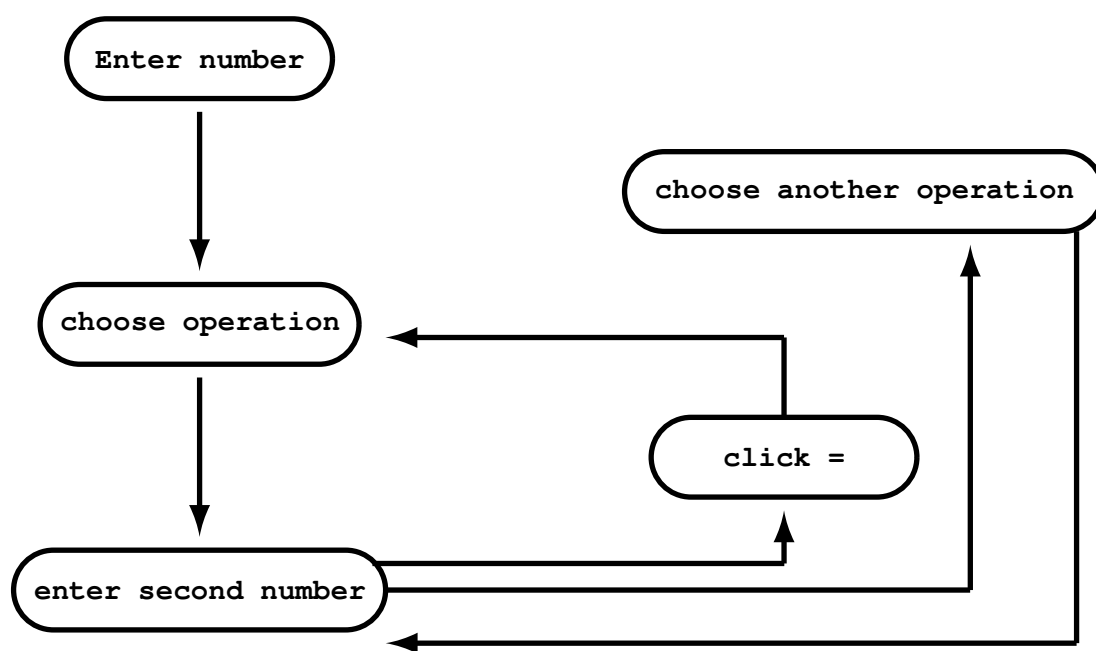 Enter number
choose another operation
choose operation
click =
enter second number